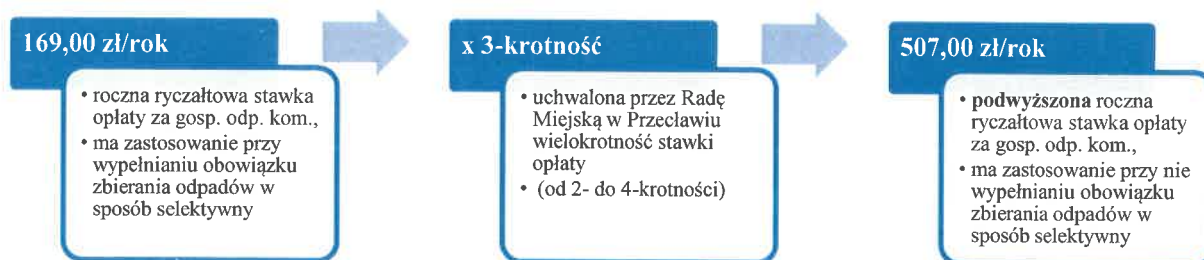 169,00 zł/rok
• roczna ryczałtowa stawka
opłaty za gosp. odp. kom.,
• ma zastosowanie przy
wypełnianiu obowiązku
zbierania odpadów w
sposób selektywny
x 3-krotność
• uchwalona przez Radę
Miejską w Przecławiu
wielokrotność stawki
opłaty
• (od 2- do 4-krotności)
507,00 zł/rok
• podwyższona roczna
ryczałtowa stawka opłaty
za gosp. odp. kom.,
• ma zastosowanie przy nie
wypełnianiu obowiązku
zbierania odpadów w
sposób selektywny